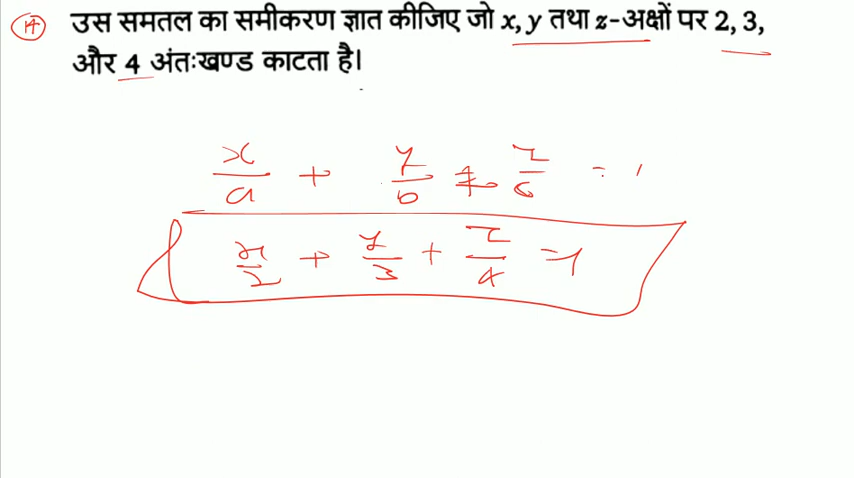 14 उस समतल का समीकरण ज्ञात कीजिए जो x, y तथा z-अक्षों पर 2, 3,
और 4 अंतःखण्ड काटता है।
x/a + y/b + z/c = 1
x/2 + y/3 + z/4 = 1